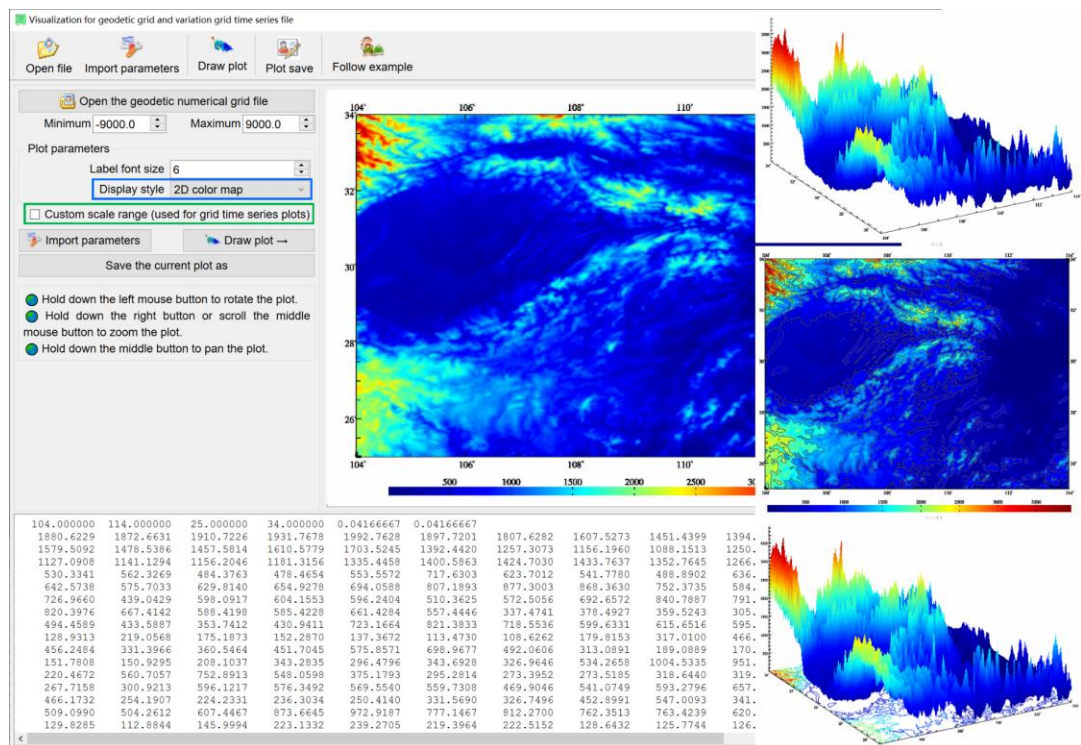 Visualization for geodetic grid and variation grid time series file
Open file Import parameters Draw plot Plot save Follow example
Open the geodetic numerical grid file
Minimum -9000.0 Maximum 9000.0
Plot parameters
Label font size 6
Display style 2D color map
Custom scale range (used for grid time series plots)
Import parameters Draw plot →
Save the current plot as
Hold down the left mouse button to rotate the plot.
Hold down the right button or scroll the middle
mouse button to zoom the plot.
Hold down the middle button to pan the plot.
104° 106° 108° 110°
34
32
30
28
26
104° 106° 108° 110°
500 1000 1500 2000 2500
104.000000 114.000000 25.000000 34.000000 0.04166667 0.04166667
1880.6229 1872.6631 1910.7226 1931.7678 1992.7628 1897.7201 1807.6282 1607.5273 1451.4399 1394.
1579.5092 1478.5386 1457.5814 1610.5779 1703.5245 1392.4420 1257.3073 1156.1960 1088.1513 1250.
1127.0908 1141.1294 1156.2046 1181.3156 1335.4458 1400.5863 1424.7030 1433.7637 1352.7645 1266.
530.3341 562.3269 484.3763 478.4654 553.5572 717.6303 623.7012 541.7780 488.8902 636.
642.5738 575.7033 629.8140 654.9278 694.0588 807.1893 877.3003 868.3630 752.3735 584.
726.9660 439.0429 598.0917 604.1553 596.2404 510.3625 572.5056 692.6572 840.7887 791.
820.3976 667.4142 588.4198 585.4228 661.4284 557.4446 337.4741 378.4927 359.5243 305.
494.4589 433.5887 353.7412 430.9411 723.1664 821.3833 718.5536 599.6331 615.6516 595.
128.9313 219.0568 175.1873 152.2870 137.3672 113.4730 108.6262 179.8153 317.0100 466.
456.2484 331.3966 360.5464 451.7045 575.8571 698.9677 492.0606 313.0891 189.0889 170.
151.7808 150.9295 208.1037 343.2835 296.4796 343.6928 326.9646 534.2658 1004.5335 951.
220.4672 560.7057 752.8913 548.0598 375.1793 295.2814 273.3952 273.5185 318.6440 319.
267.7158 300.9213 596.1217 576.3492 569.5540 559.7308 469.9046 541.0749 593.2796 657.
466.1732 254.1907 224.2331 236.3034 250.4140 331.5690 326.7496 452.8991 547.0093 341.
509.0990 504.2612 607.4467 873.6645 972.9187 777.1467 812.2700 762.3513 763.4239 620.
129.8285 112.8844 145.9994 223.1332 239.2705 219.3964 222.5152 128.6432 125.7744 126.